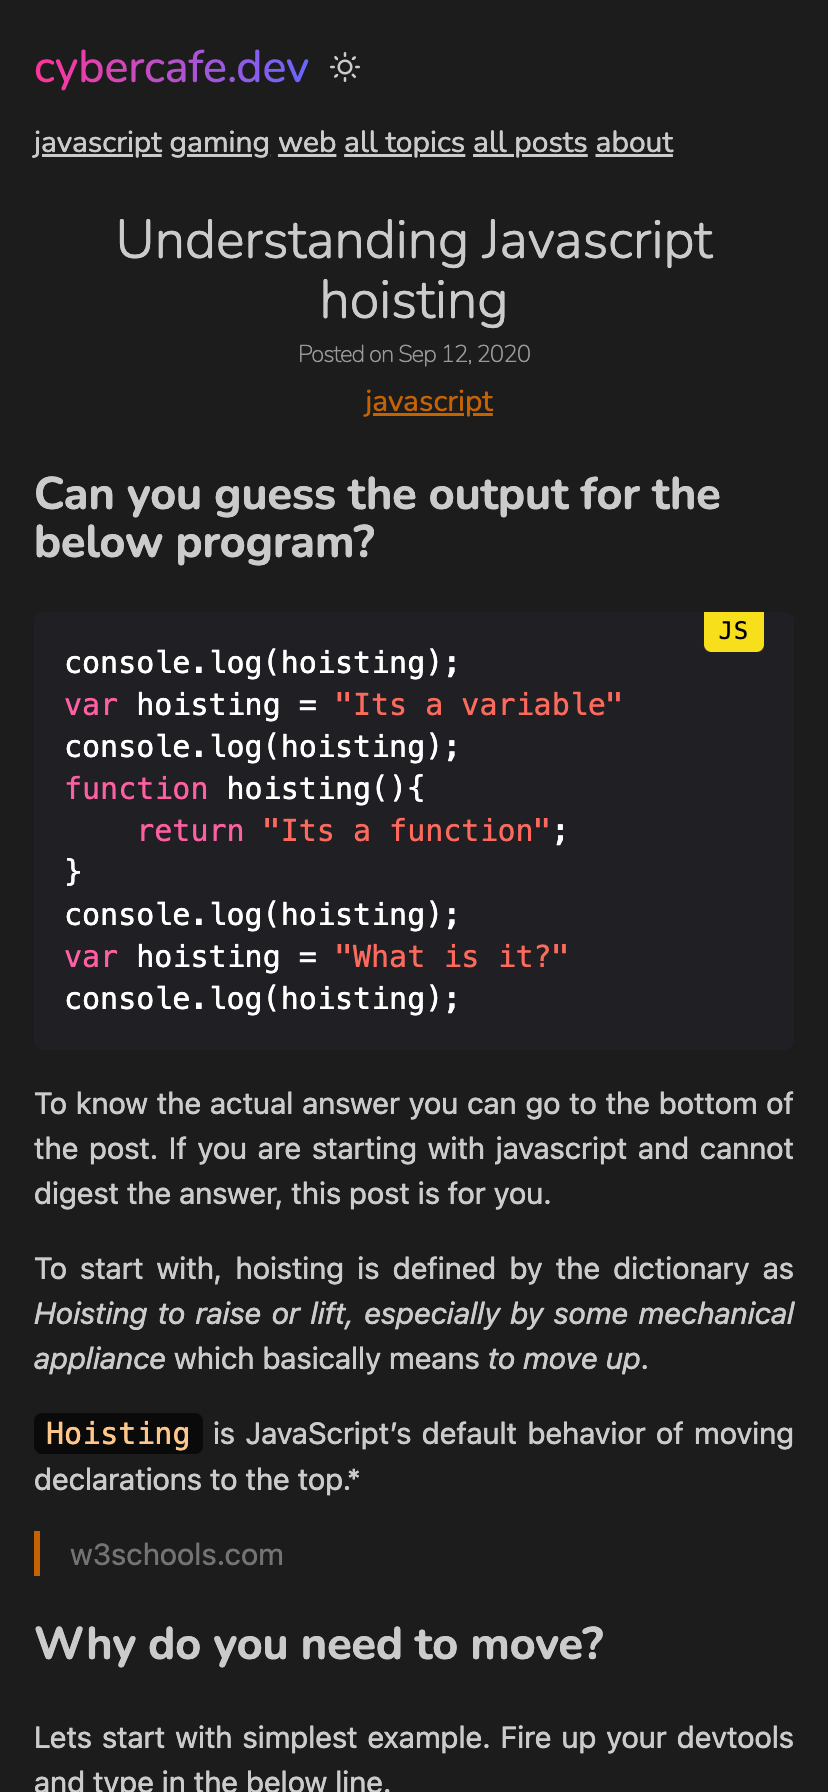 cybercafe.dev
javascript gaming web all topics all posts about
Understanding Javascript
hoisting
Posted on Sep 12, 2020
javascript
Can you guess the output for the
below program?
JS
console.log(hoisting);
var hoisting = "Its a variable"
console.log(hoisting);
function hoisting(){
    return "Its a function";
}
console.log(hoisting);
var hoisting = "What is it?"
console.log(hoisting);
To know the actual answer you can go to the bottom of
the post. If you are starting with javascript and cannot
digest the answer, this post is for you.
To start with, hoisting is defined by the dictionary as
Hoisting to raise or lift, especially by some mechanical
appliance which basically means to move up.
Hoisting is JavaScript’s default behavior of moving
declarations to the top.*
w3schools.com
Why do you need to move?
Lets start with simplest example. Fire up your devtools
and type in the below line.